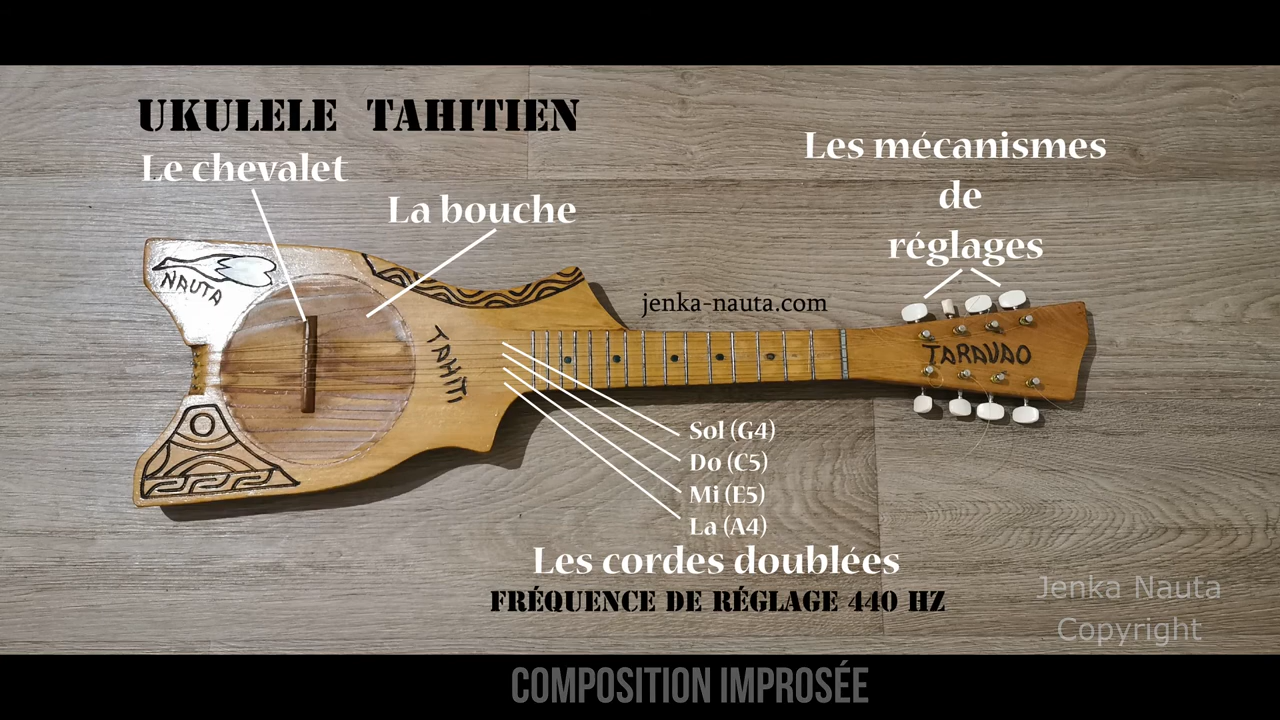 UKULELE TAHITIEN
Le chevalet
La bouche
Les mécanismes
de
réglages
NAUTA
TAHITI
jenka-nauta.com
TARAVAO
Sol (G4)
Do (C5)
Mi (E5)
La (A4)
Les cordes doublées
FRÉQUENCE DE RÉGLAGE 440 HZ
Jenka Nauta
Copyright
COMPOSITION IMPROSÉE